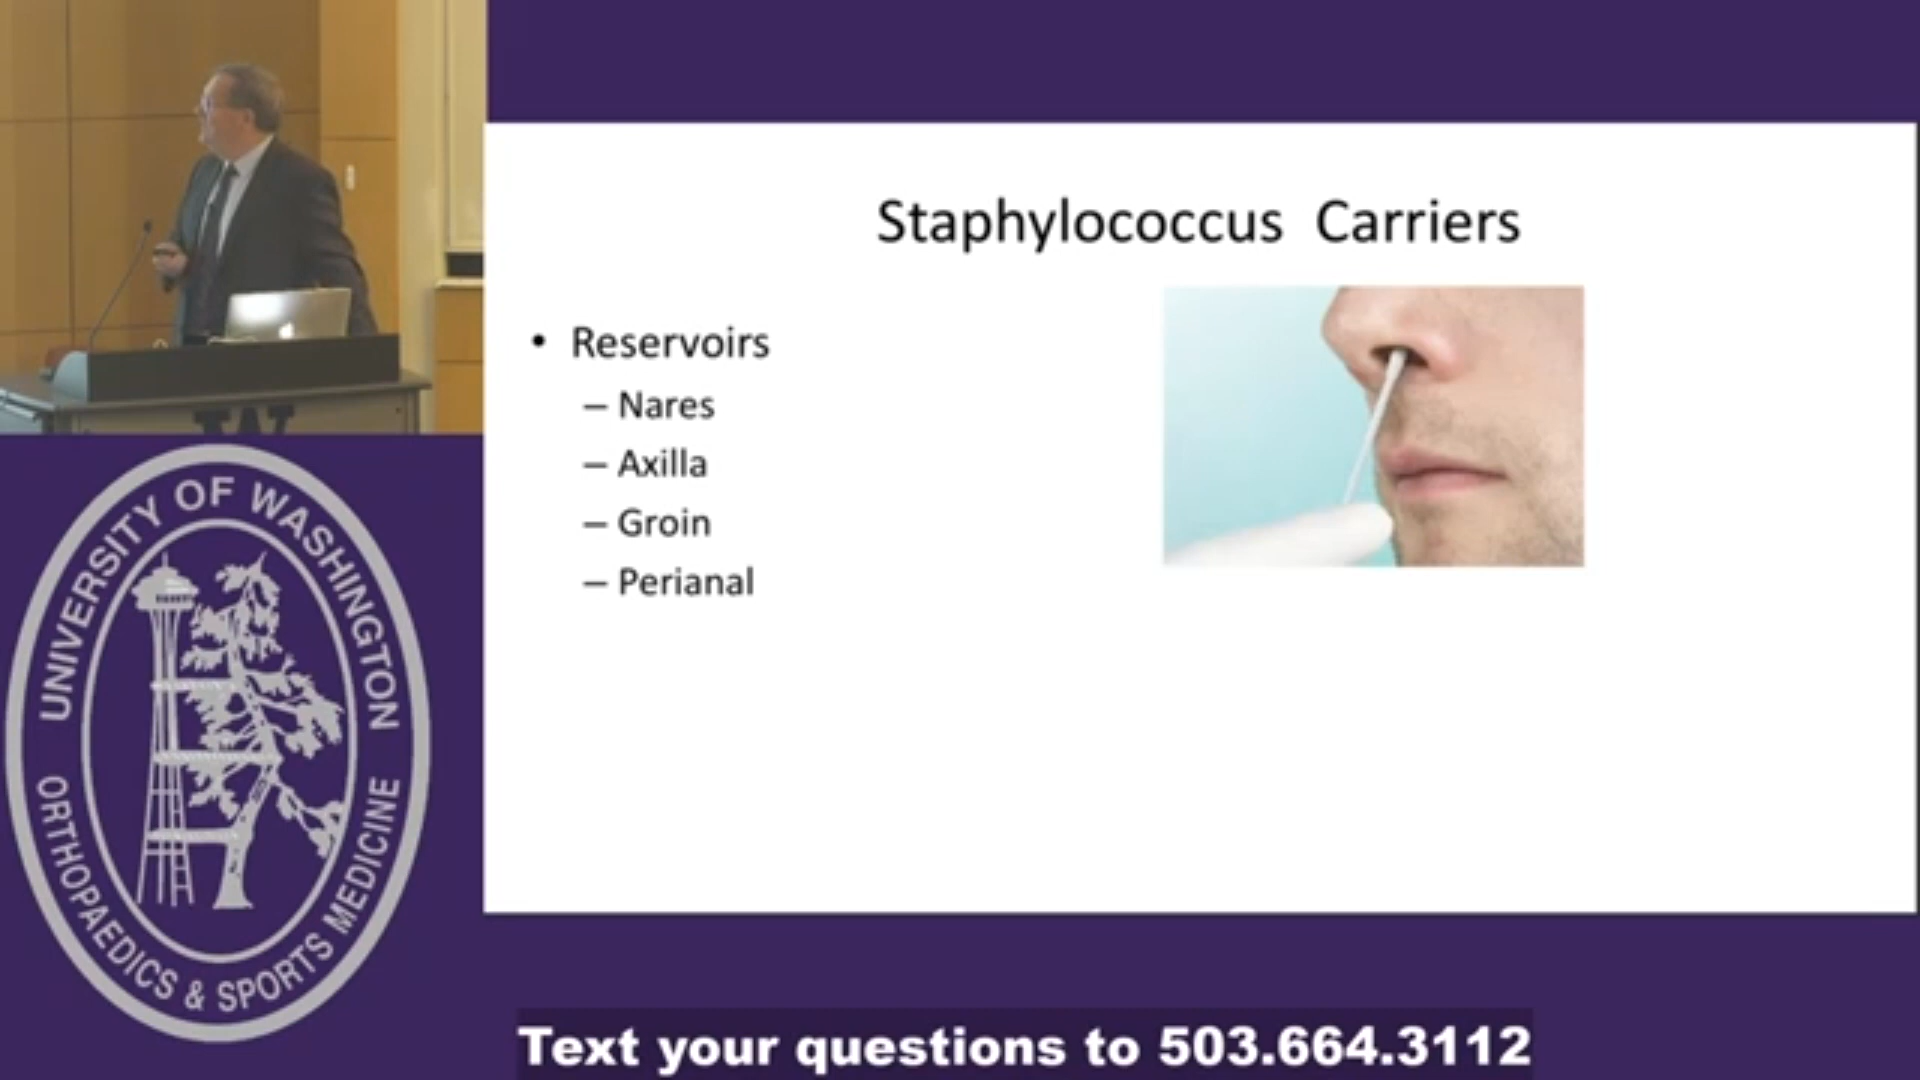 Staphylococcus Carriers
• Reservoirs
– Nares
– Axilla
– Groin
– Perianal
UNIVERSITY OF WASHINGTON
ORTHOPAEDICS & SPORTS MEDICINE
Text your questions to 503.664.3112